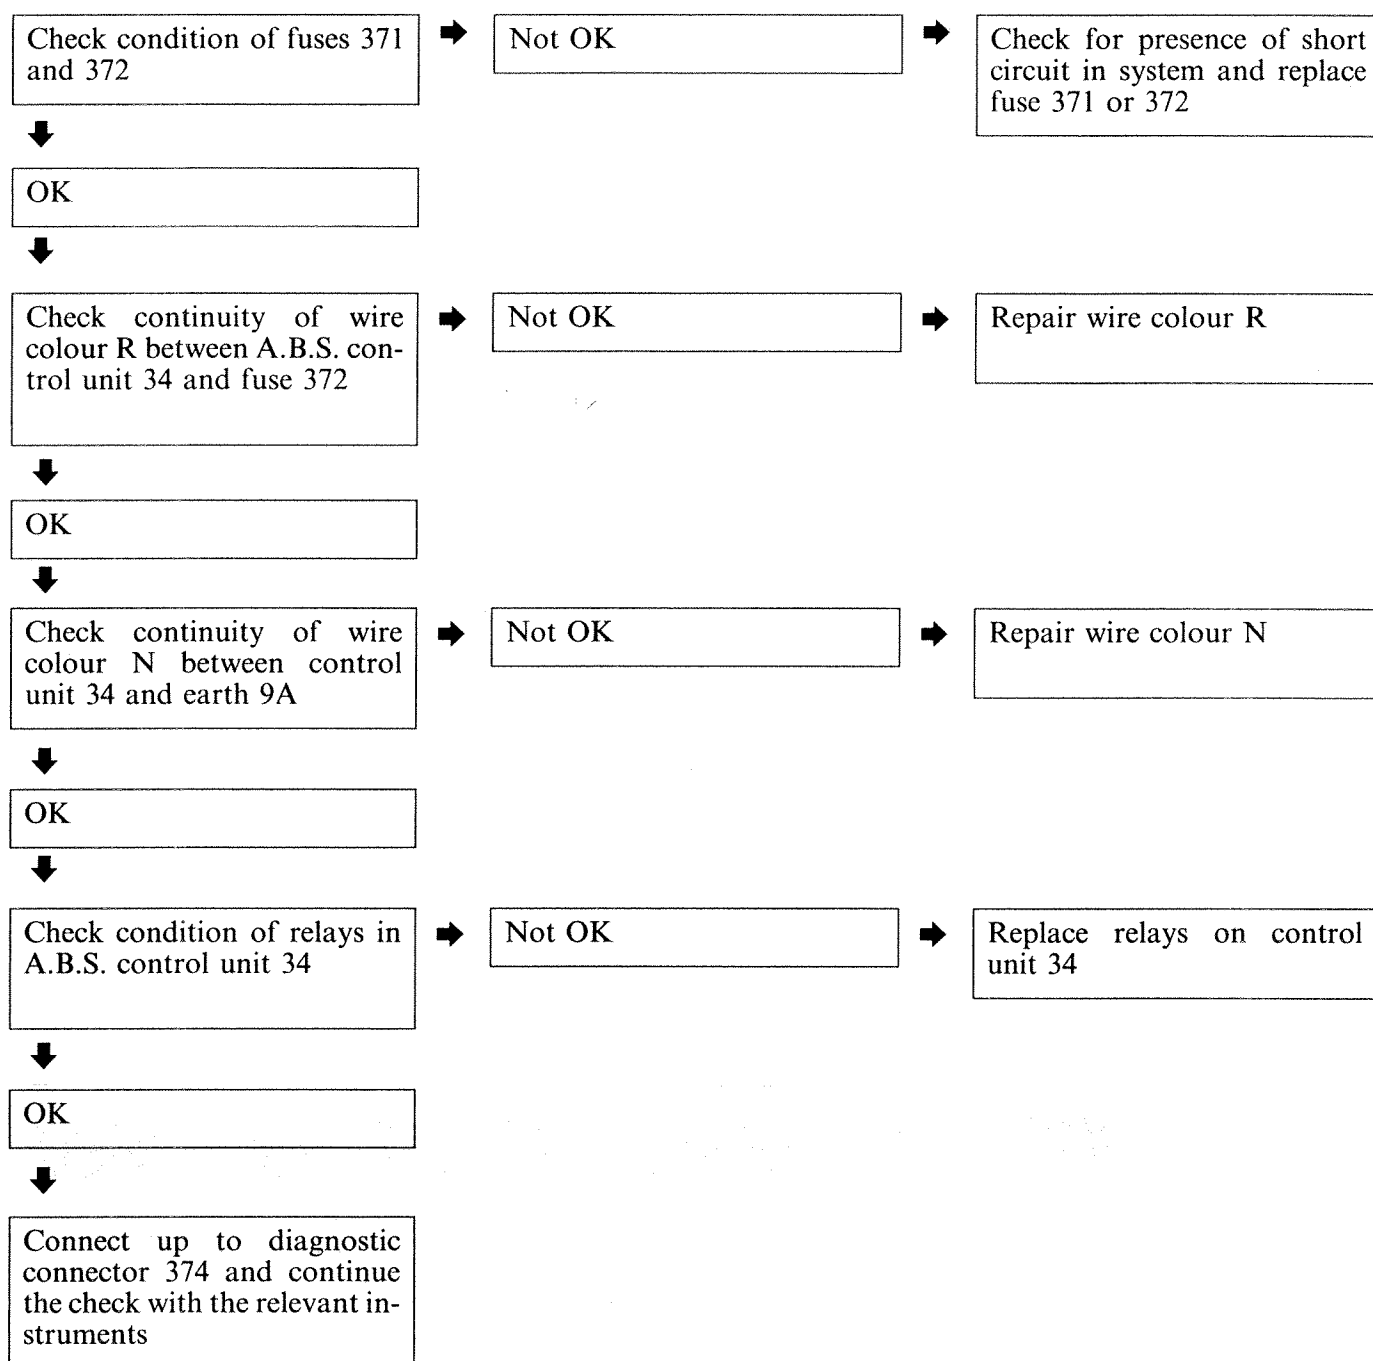 Check condition of fuses 371
and 372
Not OK
Check for presence of short
circuit in system and replace
fuse 371 or 372
OK
Check continuity of wire
colour R between A.B.S. con-
trol unit 34 and fuse 372
Not OK
Repair wire colour R
OK
Check continuity of wire
colour N between control
unit 34 and earth 9A
Not OK
Repair wire colour N
OK
Check condition of relays in
A.B.S. control unit 34
Not OK
Replace relays on control
unit 34
OK
Connect up to diagnostic
connector 374 and continue
the check with the relevant in-
struments